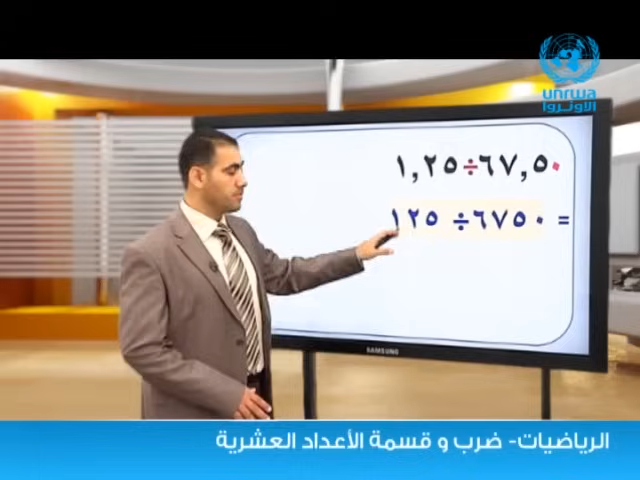 unrwa
الأونروا
٦٧,٥٠ ÷ ١,٢٥
= ٦٧٥٠ ÷ ١٢٥
SAMSUNG
الرياضيات- ضرب و قسمة الأعداد العشرية